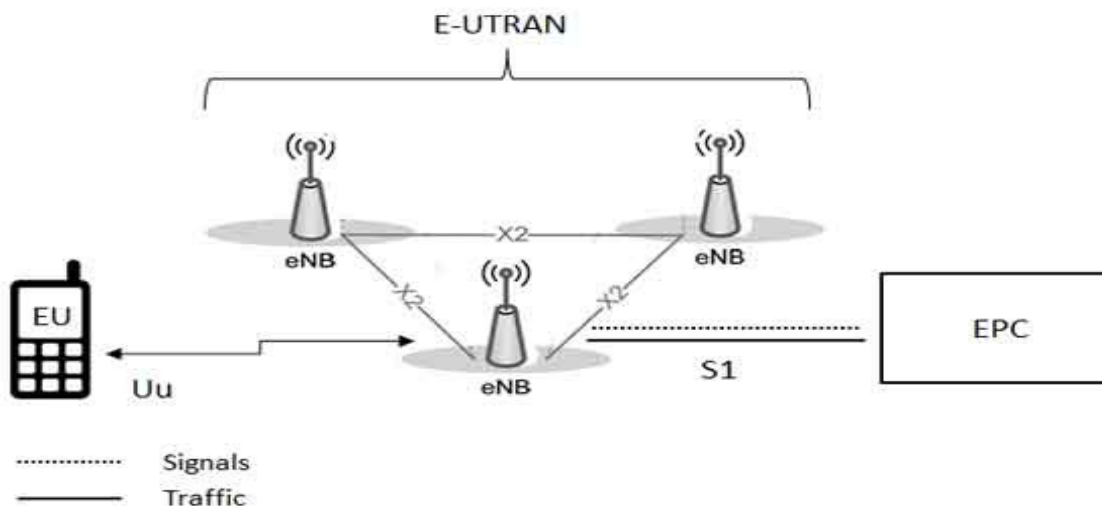 E-UTRAN
eNB
X2
eNB
X2
X2
EU
Uu
eNB
S1
EPC
Signals
Traffic